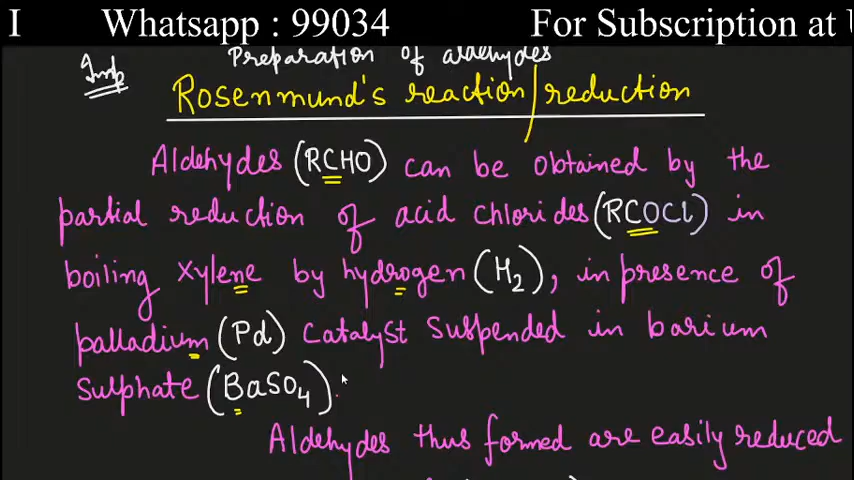 I Whatsapp : 99034 For Subscription at
Preparation of aldehydes
Imp
Rosenmund's reaction/reduction
Aldehydes (RCHO) can be obtained by the
partial reduction of acid chlorides (RCOCl) in
boiling xylene by hydrogen (H2), in presence of
palladium (Pd) catalyst suspended in barium
sulphate (BaSO4).
Aldehydes thus formed are easily reduced